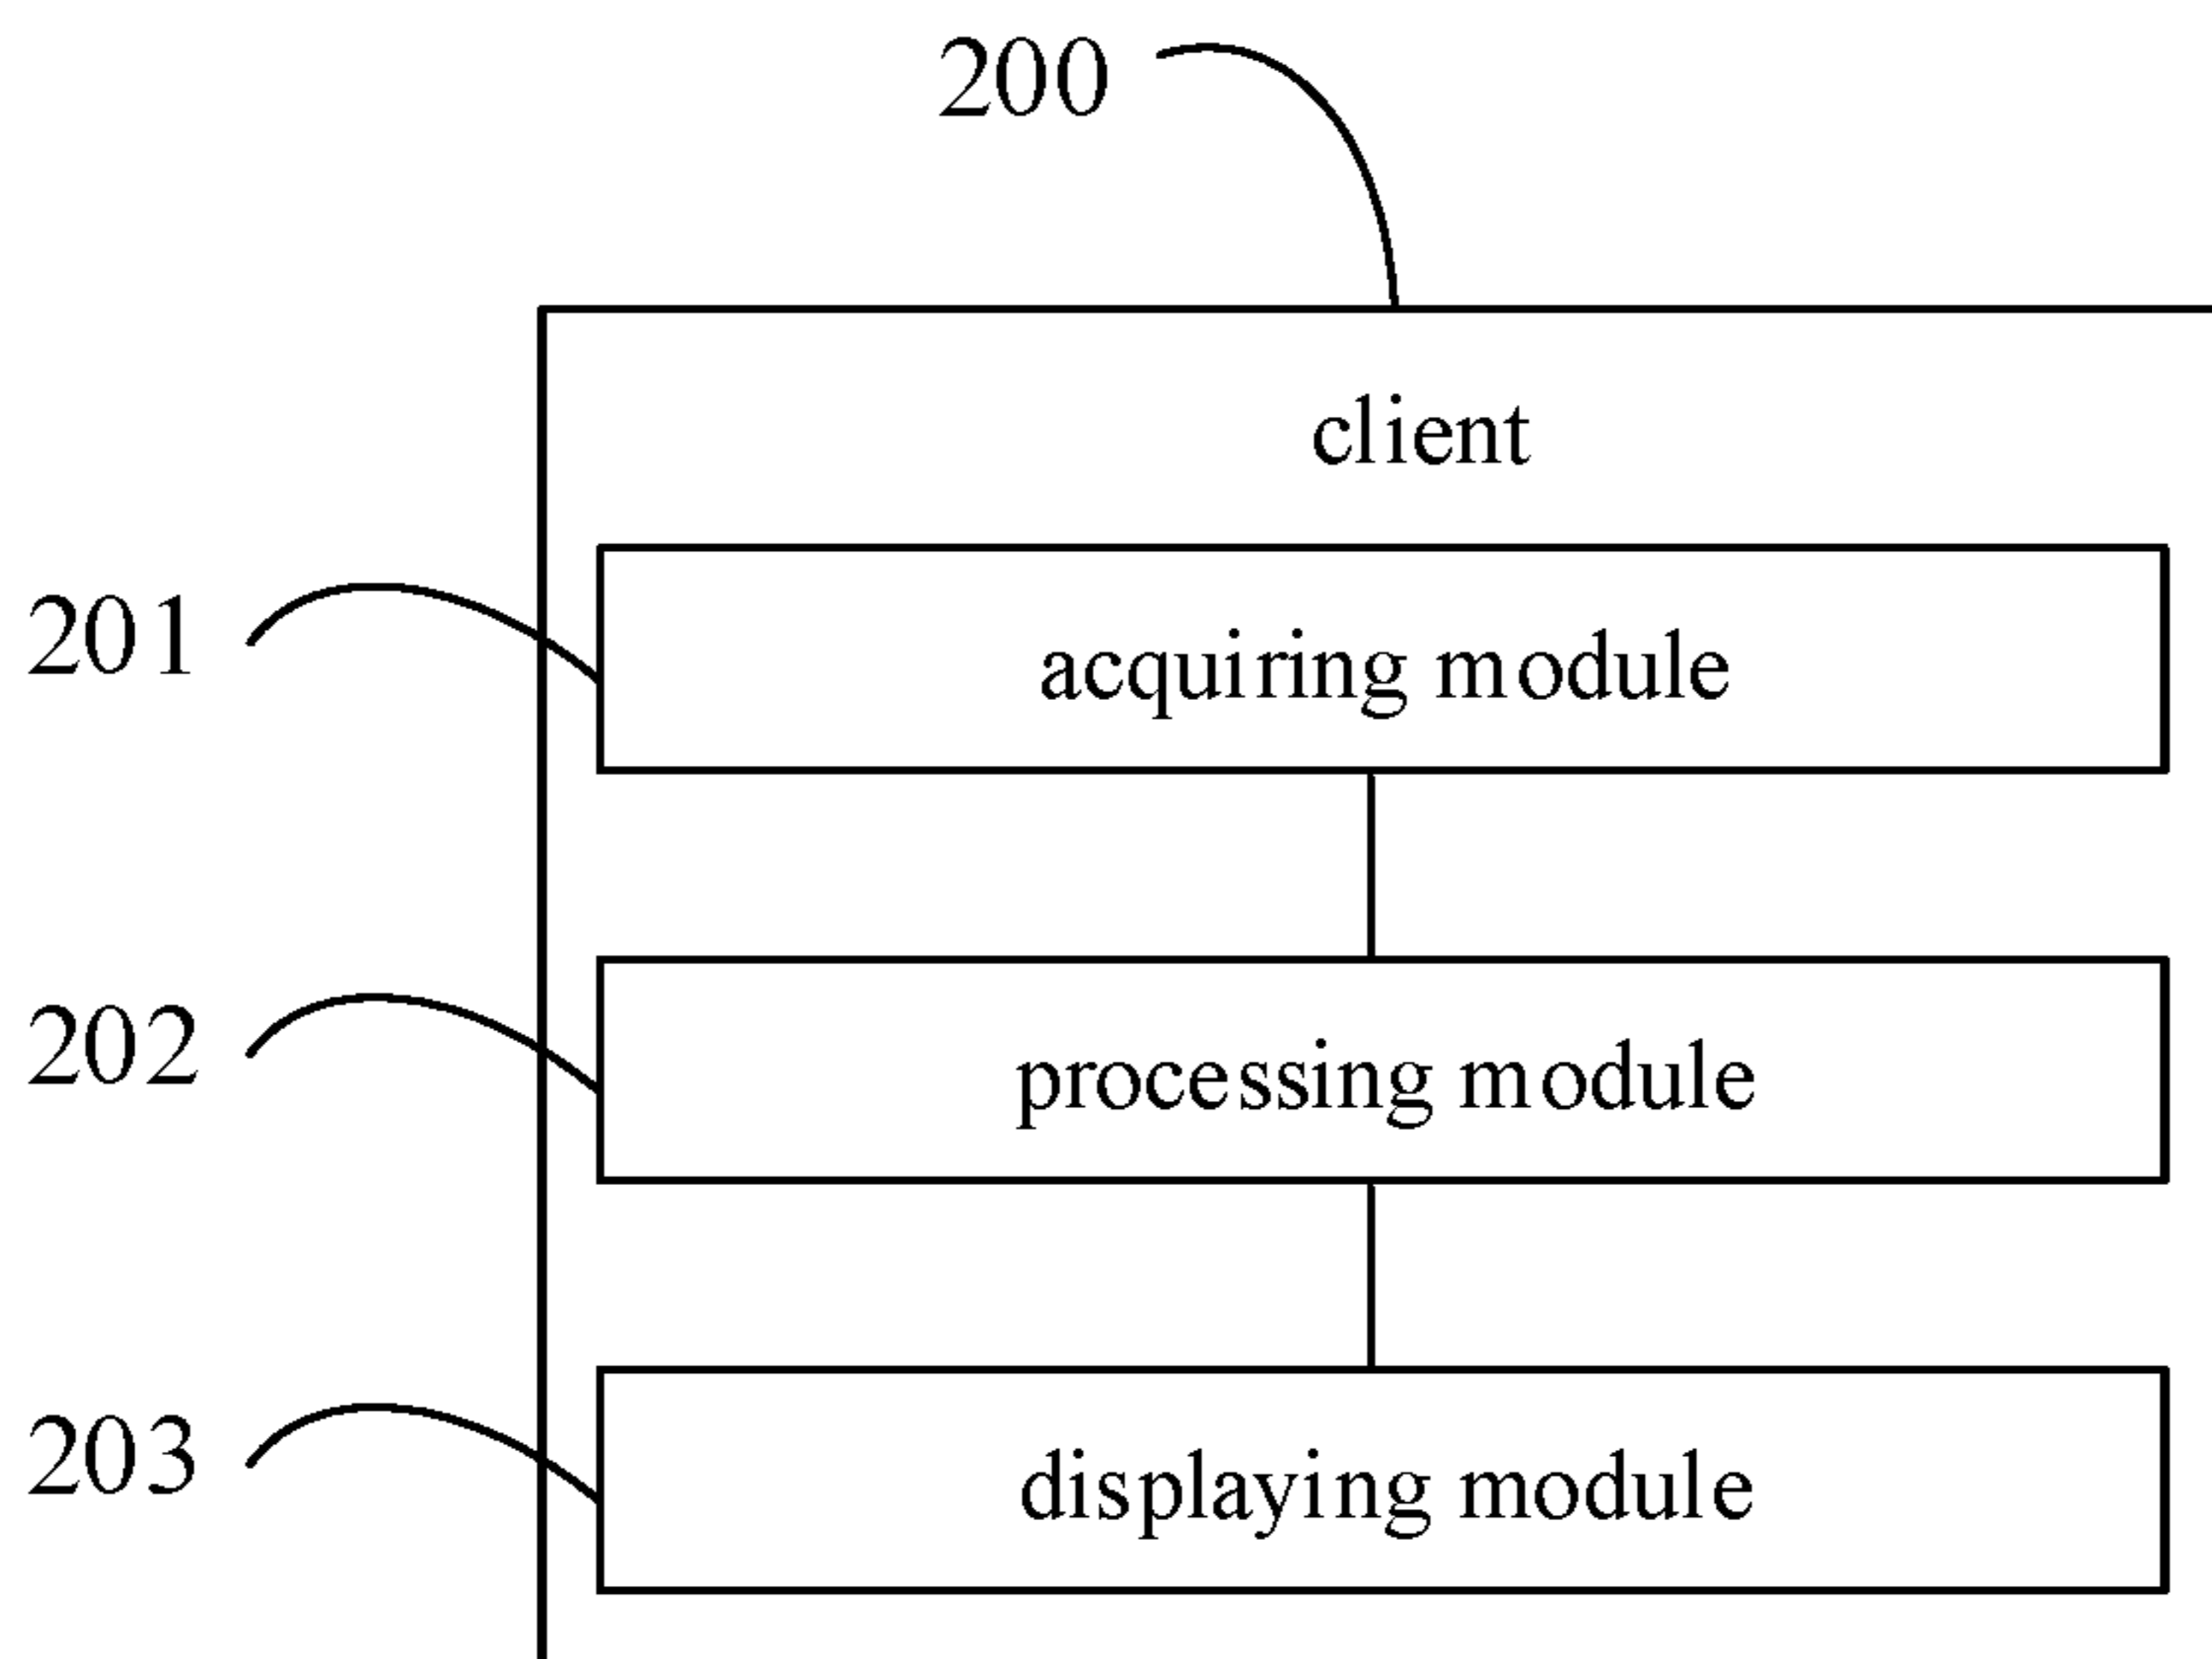 200
client
201
acquiring module
202
processing module
203
displaying module